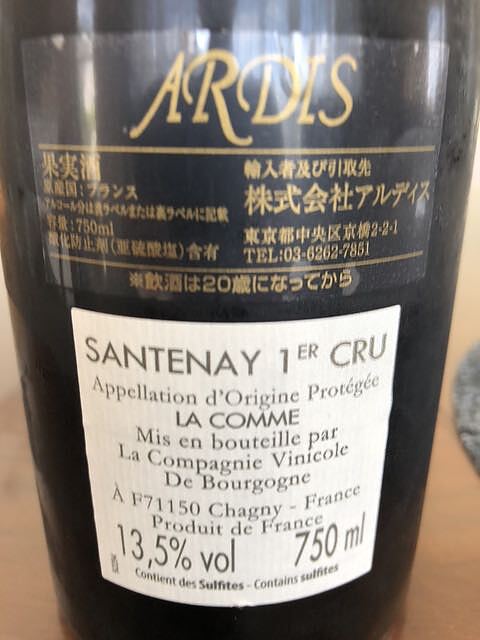 ARDIS
果実酒
原産国：フランス
アルコール分は表ラベルまたは裏ラベルに記載
容量：750ml
酸化防止剤（亜硫酸塩）含有
輸入者及び引取先
株式会社アルディス
東京都中央区京橋2-2-1
TEL:03-6262-7851
※飲酒は20歳になってから
SANTENAY 1ER CRU
Appellation d'Origine Protégée
LA COMME
Mis en bouteille par
La Compagnie Vinicole
De Bourgogne
À F71150 Chagny - France
Produit de France
13,5% vol 750 ml
Contient des Sulfites - Contains sulfites